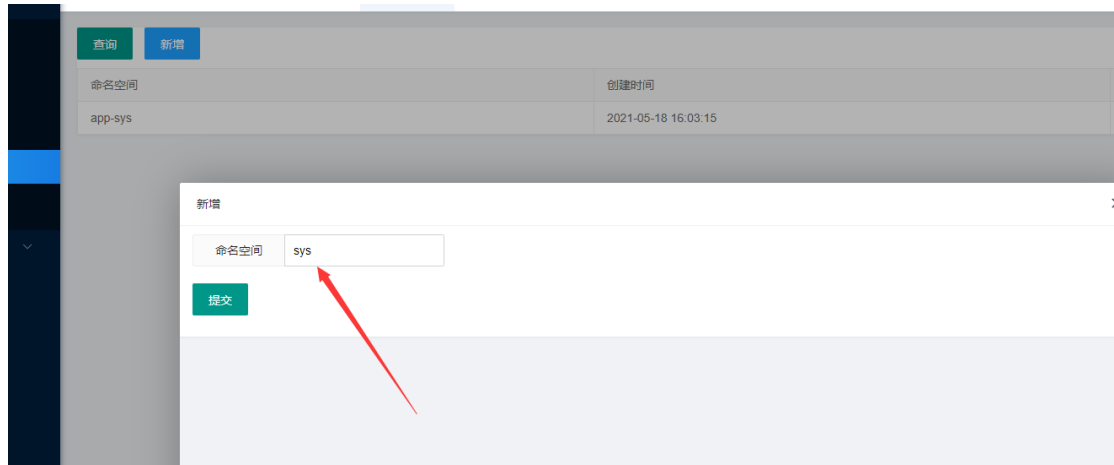 查询 新增
命名空间 创建时间
app-sys 2021-05-18 16:03:15
新增
命名空间 sys
提交